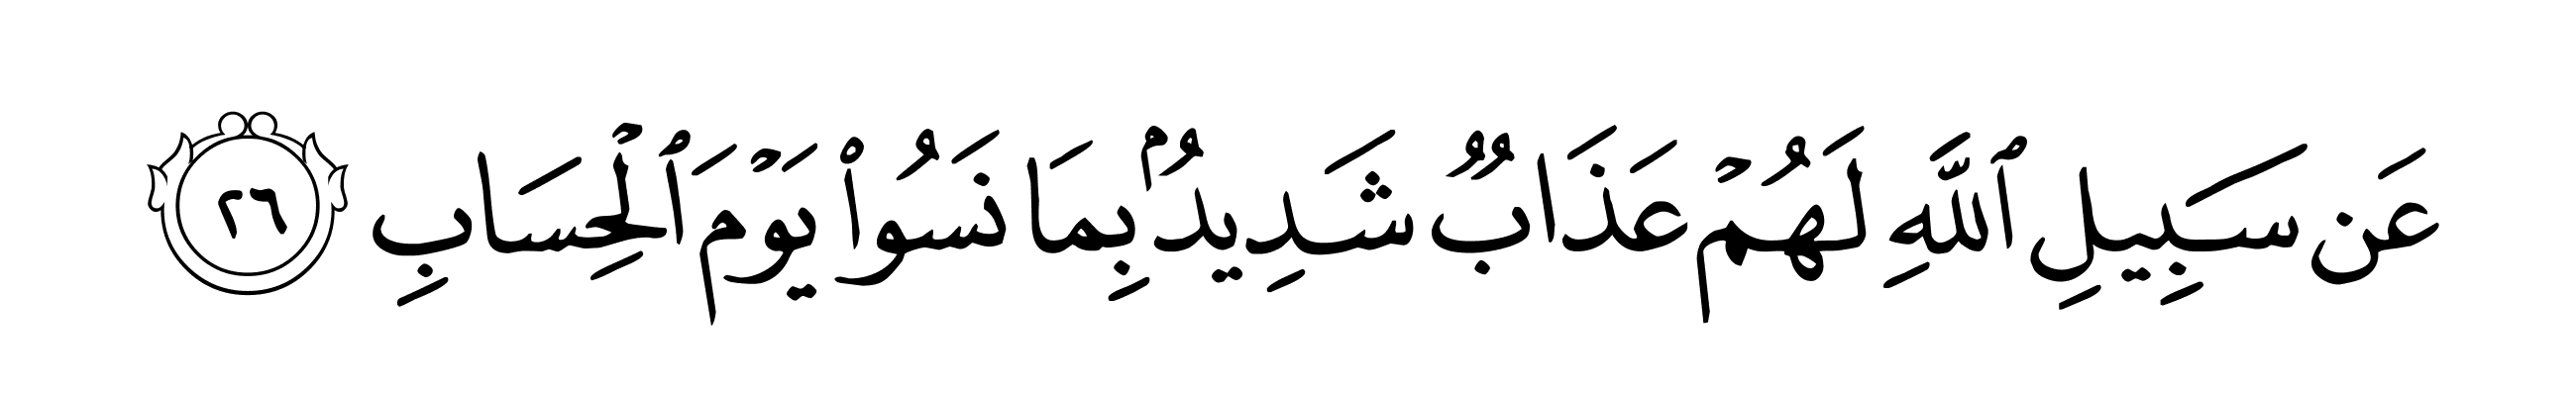 عَن سَبِيلِ ٱللَّهِ لَهُمۡ عَذَابٞ شَدِيدُۢ بِمَا نَسُواْ يَوۡمَ ٱلۡحِسَابِ ٢٦